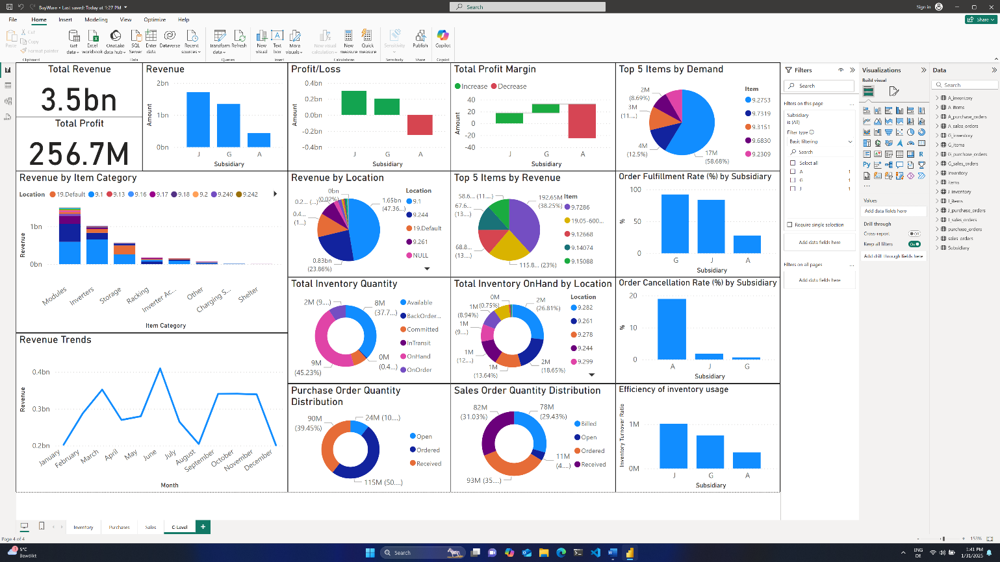 BayWare • Last saved: Today at 1:27 PM
Search
Sign in
File Home Insert Modeling View Optimize Help
Share
Paste
Cut
Copy
Format painter
Get data
Excel workbook
OneLake data hub
SQL Server
Enter data
Dataverse
Recent sources
Transform data
Refresh
New visual
Text box
More visuals
New visual calculation
New measure
Quick measure
Sensitivity
Publish
Copilot
Clipboard Data Queries Insert Calculations Sensitivity Share Copilot
Total Revenue
3.5bn
Total Profit
256.7M
Revenue
2bn
1bn
0bn
Amount
J G A
Subsidiary
Profit/Loss
0.4bn
0.2bn
0.0bn
-0.2bn
-0.4bn
Amount
J G A
Subsidiary
Total Profit Margin
Increase Decrease
40
20
0
-20
-40
Amount
J G A
Subsidiary
Top 5 Items by Demand
2M
(8.69%)
3M
(11....)
4M
(12.5%)
17M
(58.68%)
Item
9.2753
9.7319
9.3151
9.6830
9.2309
Revenue by Item Category
Location 19.Default 9.1 9.13 9.16 9.17 9.18 9.2 9.240 9.242
1bn
0bn
Revenue
Modules Inverters Storage Racking Inverter Ac... Other Charging S... Shelter
Item Category
Revenue by Location
0bn
(0.02%)
0.2... (...)
0.4...
(1...)
0.83bn
(23.86%)
1.65bn
(47.36...)
Location
9.1
9.244
19.Default
9.261
NULL
Top 5 Items by Revenue
58.6... (11....)
67.6...
(13....)
68.8...
(13....)
115.8... (23%)
192.65M
(38.25%)
Item
9.7286
19.05-600...
9.12668
9.14074
9.15088
Order Fulfillment Rate (%) by Subsidiary
100
50
0
%
G J A
Subsidiary
Total Inventory Quantity
2M (9....)
8M
(37.7...)
0M
(0.4...)
9M
(45.23%)
Available
BackOrder...
Committed
InTransit
OnHand
OnOrder
Total Inventory OnHand by Location
0M
(0.75%)
1M
(8.94%)
1M
(9....)
1M
(12....)
1M
(13.64%)
2M
(18.65%)
2M
(26.81%)
Location
9.282
9.261
9.278
9.244
9.299
Order Cancellation Rate (%) by Subsidiary
20
10
0
%
A J G
Subsidiary
Revenue Trends
0.4bn
0.3bn
0.2bn
Revenue
January February March April May June July August September October November December
Month
Purchase Order Quantity
Distribution
90M
(39.45%)
24M (10....)
115M (50....)
Open
Ordered
Received
Sales Order Quantity Distribution
82M
(31.03%)
78M
(29.43%)
11M
(4....)
93M (35....)
Billed
Open
Ordered
Received
Efficiency of inventory usage
1M
0M
Inventory Turnover Ratio
J G A
Subsidiary
Filters
Search
Filters on this page ...
Subsidiary
is (All)
Filter type
Basic filtering
Search
Select all
A 1
G 1
J 1
Require single selection
Add data fields here
Filters on all pages ...
Add data fields here
Visualizations
Build visual
R
Py
...
Values
Add data fields here
Drill through
Cross-report Off
Keep all filters On
Add drill-through fields here
Data
Search
A_inventory
A_items
A_purchase_orders
A_sales_orders
G_inventory
G_items
G_purchase_orders
G_sales_orders
inventory
items
J_inventory
J_items
J_purchase_orders
J_sales_orders
purchase_orders
sales_orders
Subsidiary
Inventory Purchases Sales C-Level +
Page 4 of 4
153%
5°C
Bewölkt
Search
ENG
DE
1:41 PM
1/31/2025